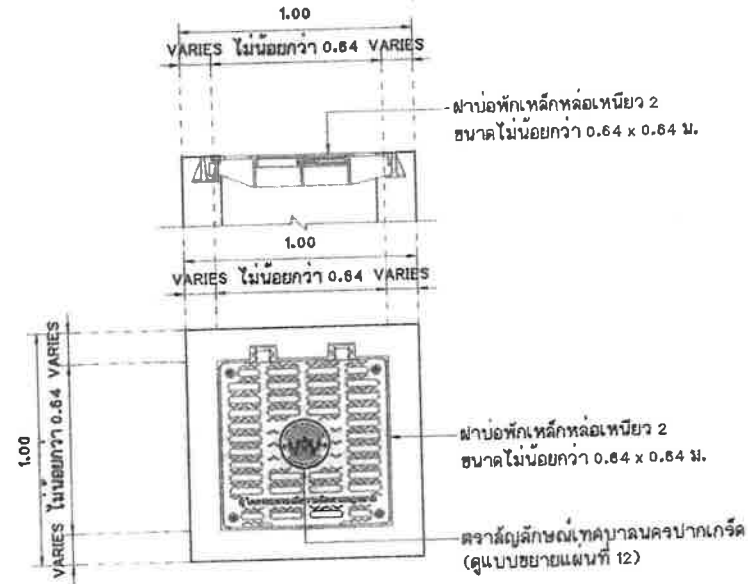 1.00
VARIES ไม่น้อยกว่า 0.64 VARIES
ฝาบ่อพักเหล็กหล่อเหนียว 2
ขนาดไม่น้อยกว่า 0.64 x 0.64 ม.
1.00
VARIES ไม่น้อยกว่า 0.64 VARIES
1.00
VARIES ไม่น้อยกว่า 0.64 VARIES
ฝาบ่อพักเหล็กหล่อเหนียว 2
ขนาดไม่น้อยกว่า 0.64 x 0.64 ม.
ตราสัญลักษณ์เทศบาลนครปากเกร็ด
(ดูแบบขยายแผ่นที่ 12)